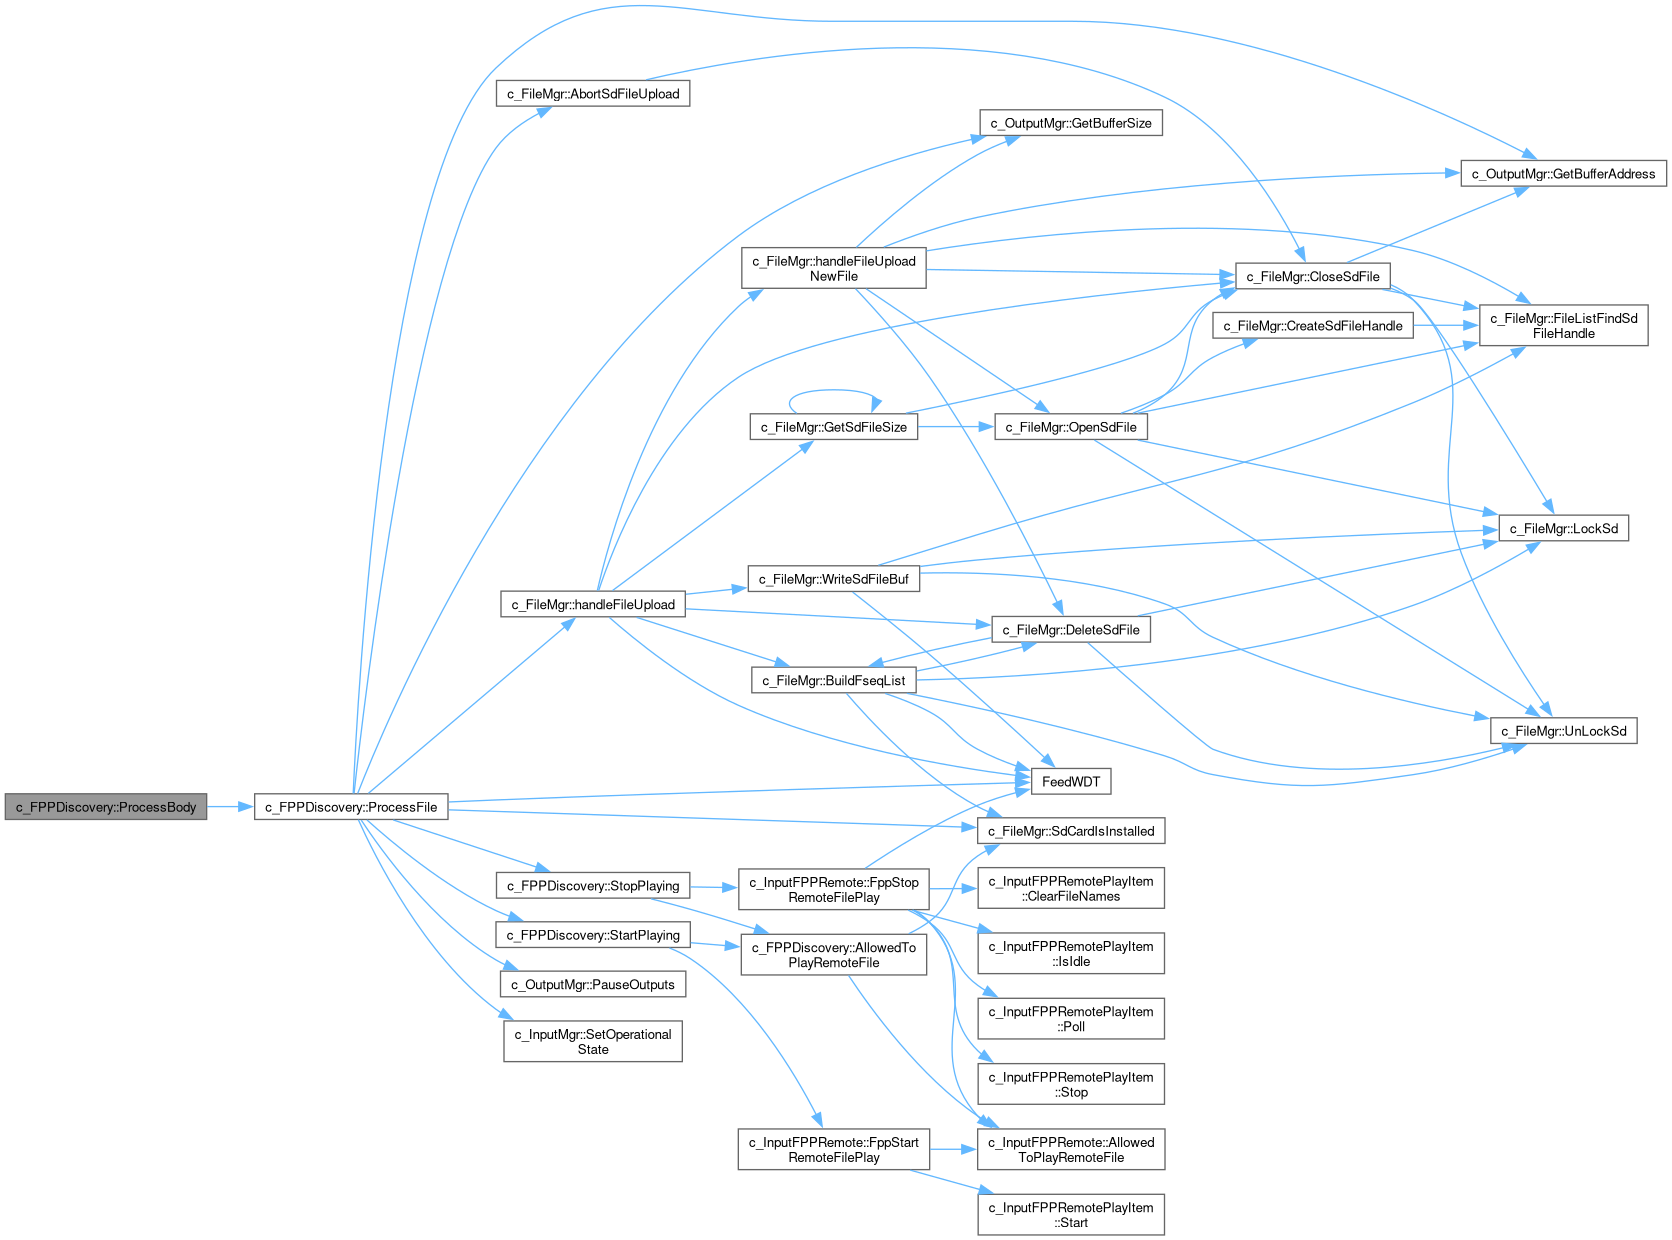 c_FileMgr::AbortSdFileUpload
c_OutputMgr::GetBufferSize
c_OutputMgr::GetBufferAddress
c_FileMgr::handleFileUpload
NewFile
c_FileMgr::CloseSdFile
c_FileMgr::CreateSdFileHandle
c_FileMgr::FileListFindSd
FileHandle
c_FileMgr::GetSdFileSize
c_FileMgr::OpenSdFile
c_FileMgr::LockSd
c_FileMgr::WriteSdFileBuf
c_FileMgr::handleFileUpload
c_FileMgr::DeleteSdFile
c_FileMgr::BuildFseqList
c_FileMgr::UnLockSd
FeedWDT
c_FPPDiscovery::ProcessBody
c_FPPDiscovery::ProcessFile
c_FileMgr::SdCardIsInstalled
c_FPPDiscovery::StopPlaying
c_InputFPPRemote::FppStop
RemoteFilePlay
c_InputFPPRemotePlayItem
::ClearFileNames
c_FPPDiscovery::StartPlaying
c_FPPDiscovery::AllowedTo
PlayRemoteFile
c_InputFPPRemotePlayItem
::IsIdle
c_OutputMgr::PauseOutputs
c_InputFPPRemotePlayItem
::Poll
c_InputMgr::SetOperational
State
c_InputFPPRemotePlayItem
::Stop
c_InputFPPRemote::FppStart
RemoteFilePlay
c_InputFPPRemote::Allowed
ToPlayRemoteFile
c_InputFPPRemotePlayItem
::Start